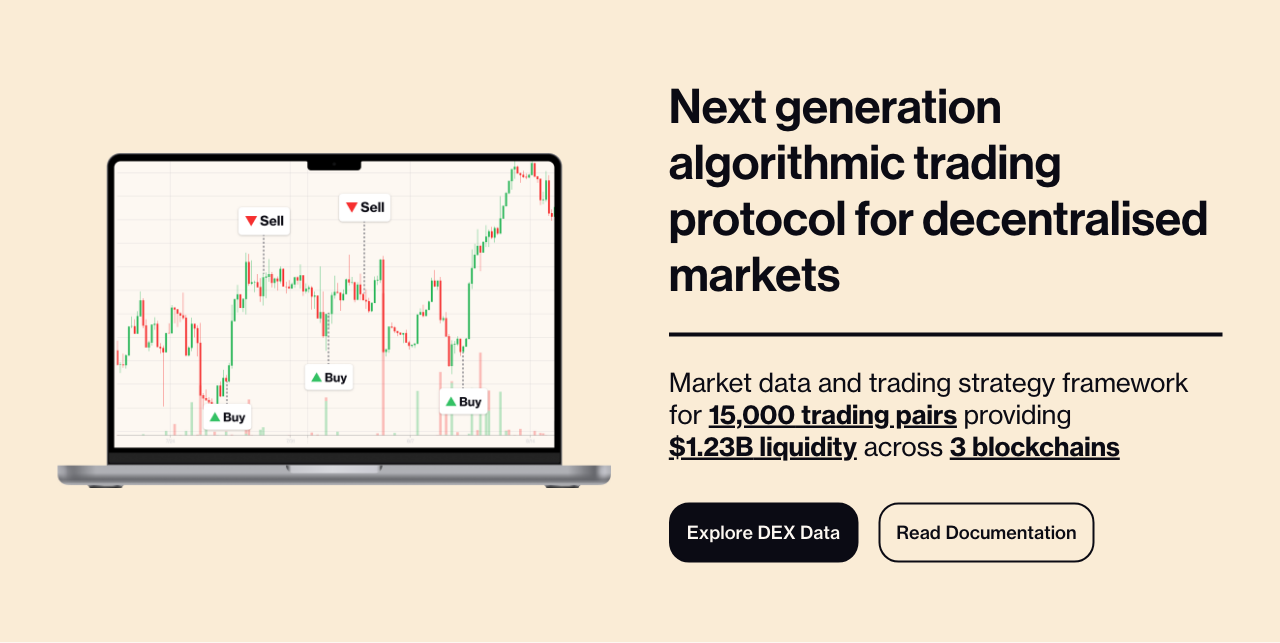 Next generation
algorithmic trading
protocol for decentralised
markets
Market data and trading strategy framework
for 15,000 trading pairs providing
$1.23B liquidity across 3 blockchains
Explore DEX Data
Read Documentation
Sell
Sell
Buy
Buy
Buy